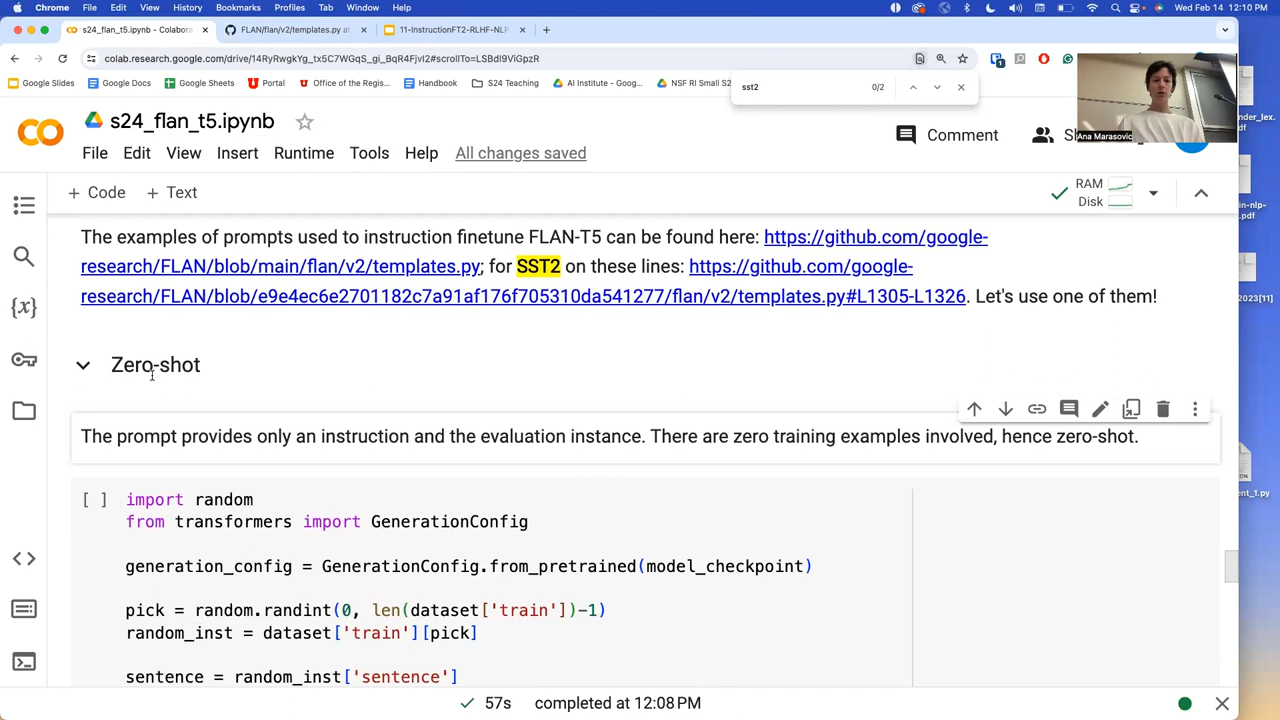 Chrome File Edit View History Bookmarks Profiles Tab Window Help
Wed Feb 14 12:10 PM
s24_flan_t5.ipynb - Colabora
FLAN/flan/v2/templates.py at
11-InstructionFT2-RLHF-NLP
colab.research.google.com/drive/14RyRwgkYg_tx5C7WGqS_gi_BqR4Fjvl2#scrollTo=LSBdl9ViGpzR
Google Slides Google Docs Google Sheets Portal Office of the Regis... Handbook S24 Teaching AI Institute - Goog... NSF RI Small S2
sst2 0/2
Ana Marasovic
s24_flan_t5.ipynb
Comment
File Edit View Insert Runtime Tools Help All changes saved
+ Code + Text
RAM
Disk
The examples of prompts used to instruction finetune FLAN-T5 can be found here: https://github.com/google-
research/FLAN/blob/main/flan/v2/templates.py; for SST2 on these lines: https://github.com/google-
research/FLAN/blob/e9e4ec6e2701182c7a91af176f705310da541277/flan/v2/templates.py#L1305-L1326. Let's use one of them!
Zero-shot
The prompt provides only an instruction and the evaluation instance. There are zero training examples involved, hence zero-shot.
[ ] import random
from transformers import GenerationConfig
generation_config = GenerationConfig.from_pretrained(model_checkpoint)
pick = random.randint(0, len(dataset['train'])-1)
random_inst = dataset['train'][pick]
sentence = random_inst['sentence']
57s completed at 12:08 PM